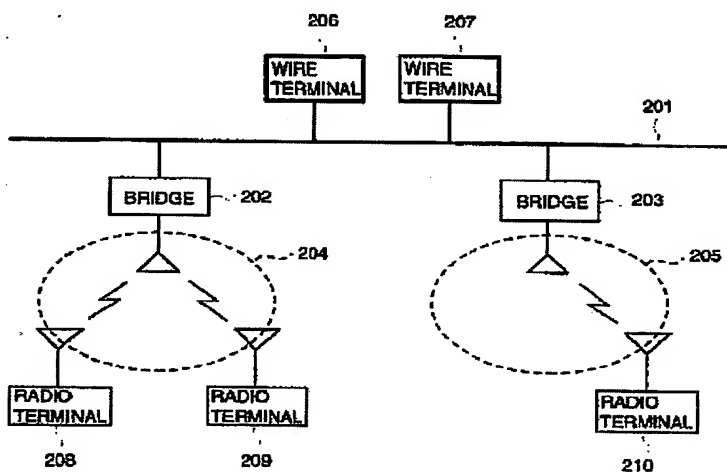 206
207
WIRE
TERMINAL
WIRE
TERMINAL
201
BRIDGE
202
BRIDGE
203
204
205
RADIO
TERMINAL
RADIO
TERMINAL
RADIO
TERMINAL
208
209
210